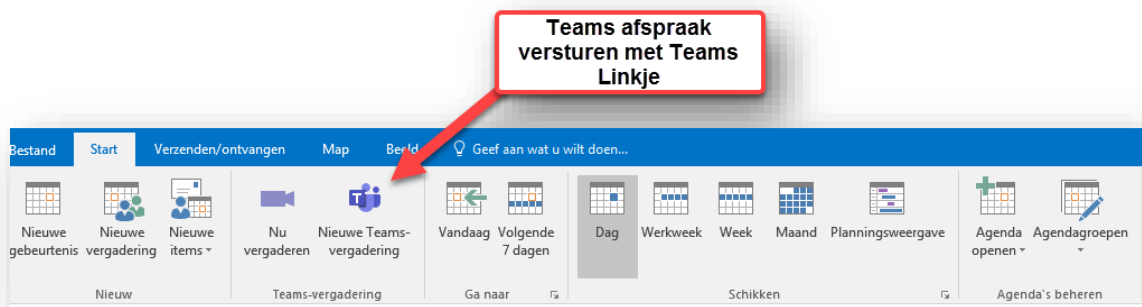 Teams afspraak
versturen met Teams
Linkje
Bestand Start Verzenden/ontvangen Map Beeld Geef aan wat u wilt doen...
Nieuwe gebeurtenis
Nieuwe vergadering
Nieuwe items
Nu vergaderen
Nieuwe Teams-vergadering
Vandaag
Volgende 7 dagen
Dag
Werkweek
Week
Maand
Planningsweergave
Agenda openen
Agendagroepen
Nieuw
Teams-vergadering
Ga naar
Schikken
Agenda's beheren